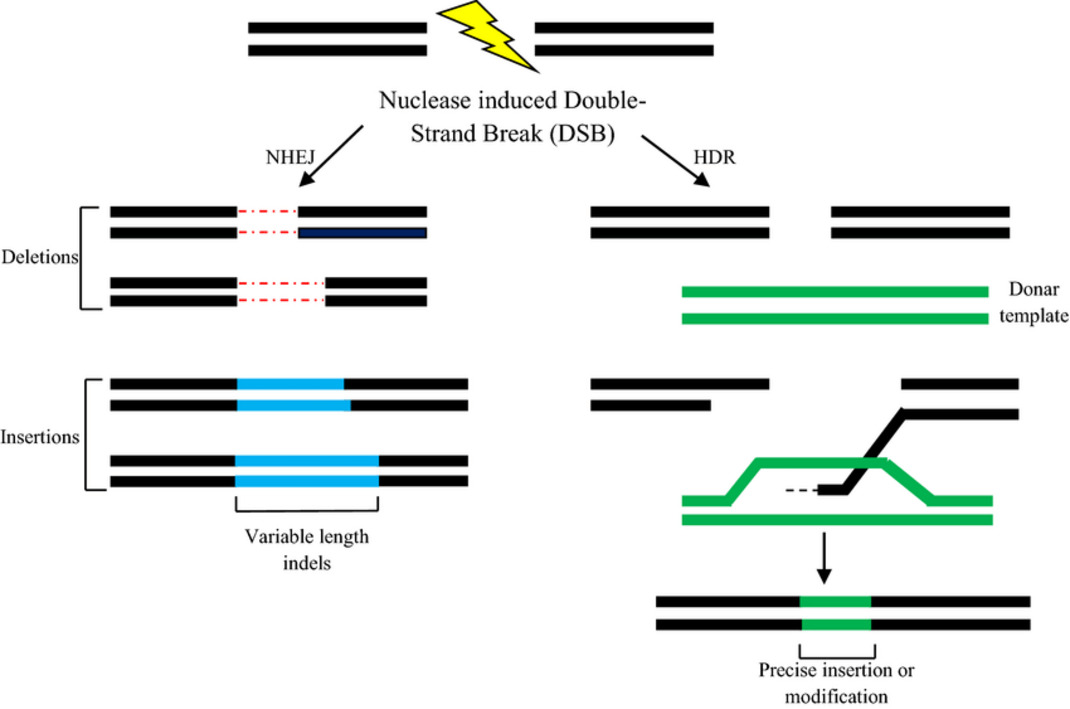 Nuclease induced Double-
Strand Break (DSB)
NHEJ
HDR
Deletions
Donar
template
Insertions
Variable length
indels
Precise insertion or
modification